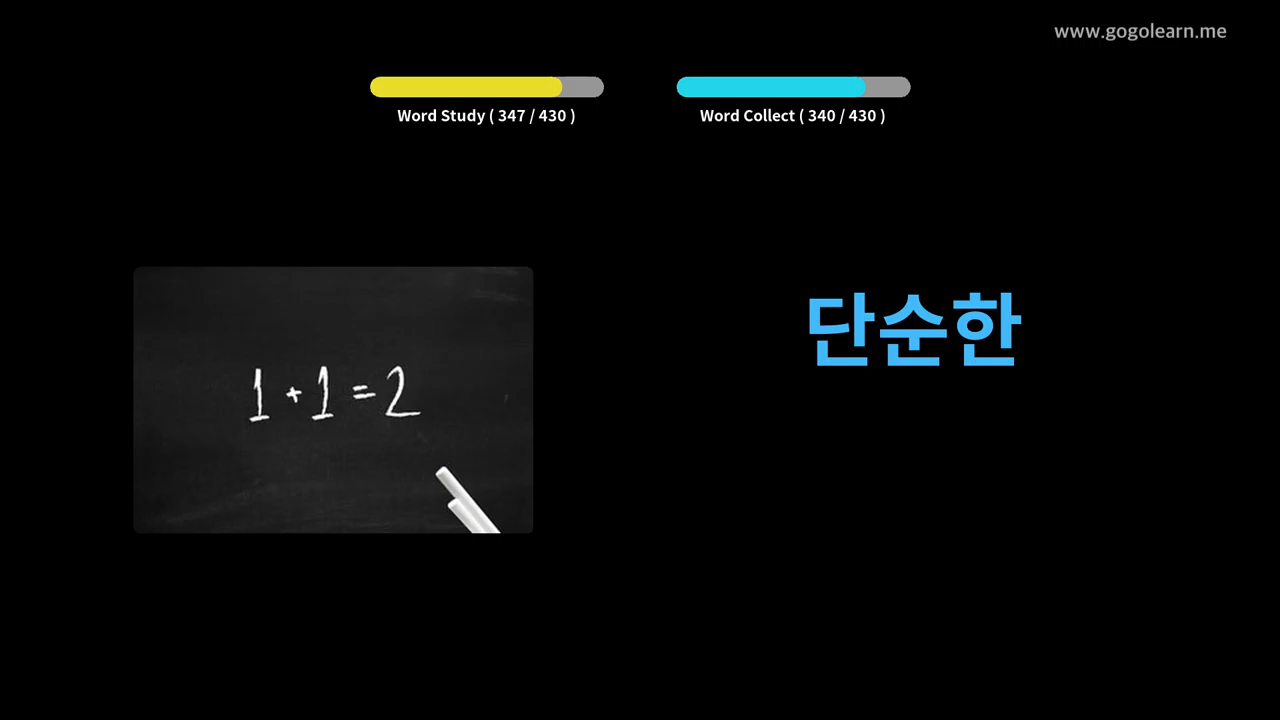 www.gogolearn.me
Word Study ( 347 / 430 )
Word Collect ( 340 / 430 )
단순한
1 + 1 = 2